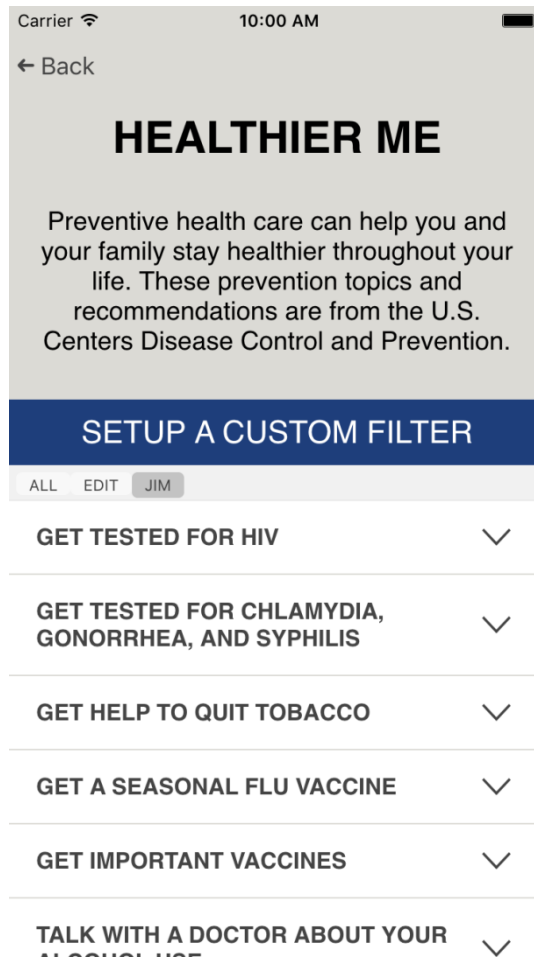 Carrier 10:00 AM
← Back
HEALTHIER ME
Preventive health care can help you and
your family stay healthier throughout your
life. These prevention topics and
recommendations are from the U.S.
Centers Disease Control and Prevention.
SETUP A CUSTOM FILTER
ALL EDIT JIM
GET TESTED FOR HIV
GET TESTED FOR CHLAMYDIA,
GONORRHEA, AND SYPHILIS
GET HELP TO QUIT TOBACCO
GET A SEASONAL FLU VACCINE
GET IMPORTANT VACCINES
TALK WITH A DOCTOR ABOUT YOUR
ALCOHOL USE